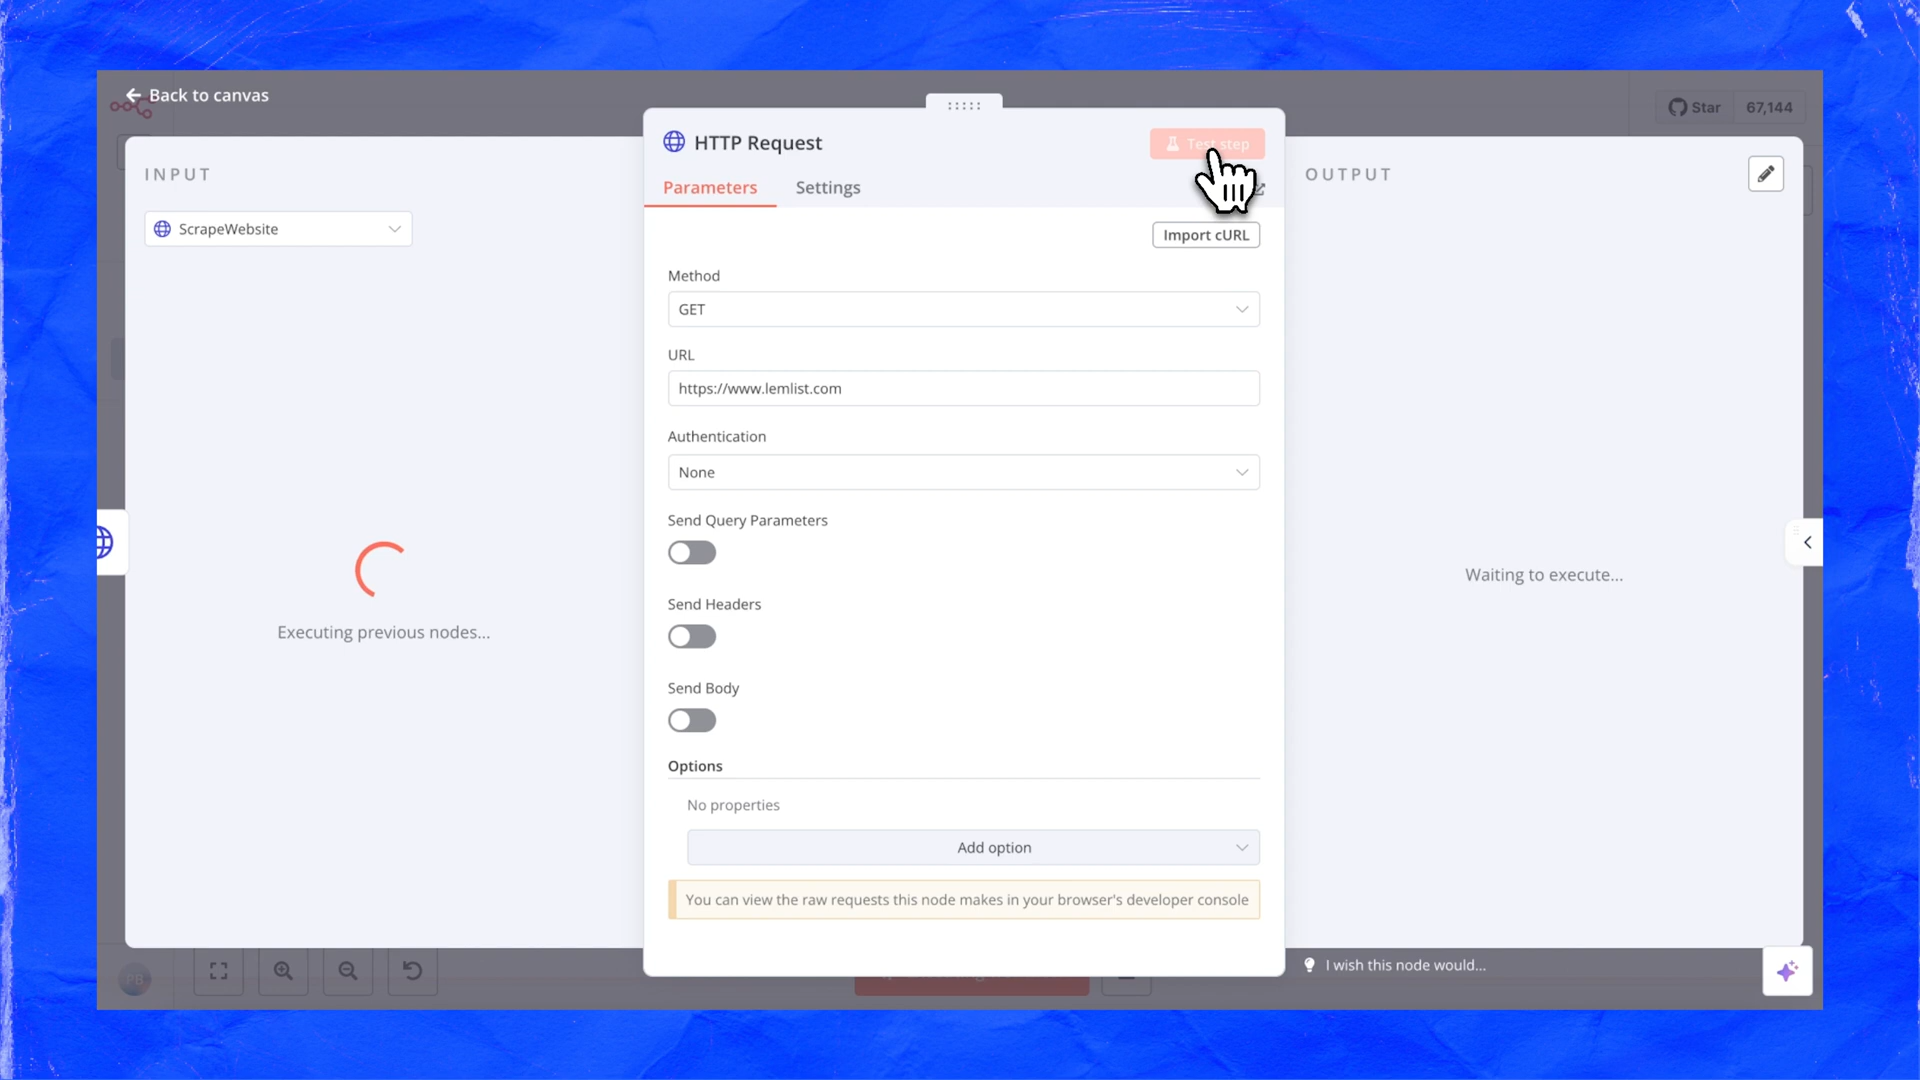 Back to canvas
Star 67,144
HTTP Request
Test step
INPUT
OUTPUT
Parameters Settings
ScrapeWebsite
Import cURL
Method
GET
URL
https://www.lemlist.com
Authentication
None
Send Query Parameters
Waiting to execute...
Send Headers
Executing previous nodes...
Send Body
Options
No properties
Add option
You can view the raw requests this node makes in your browser's developer console
I wish this node would...
PB